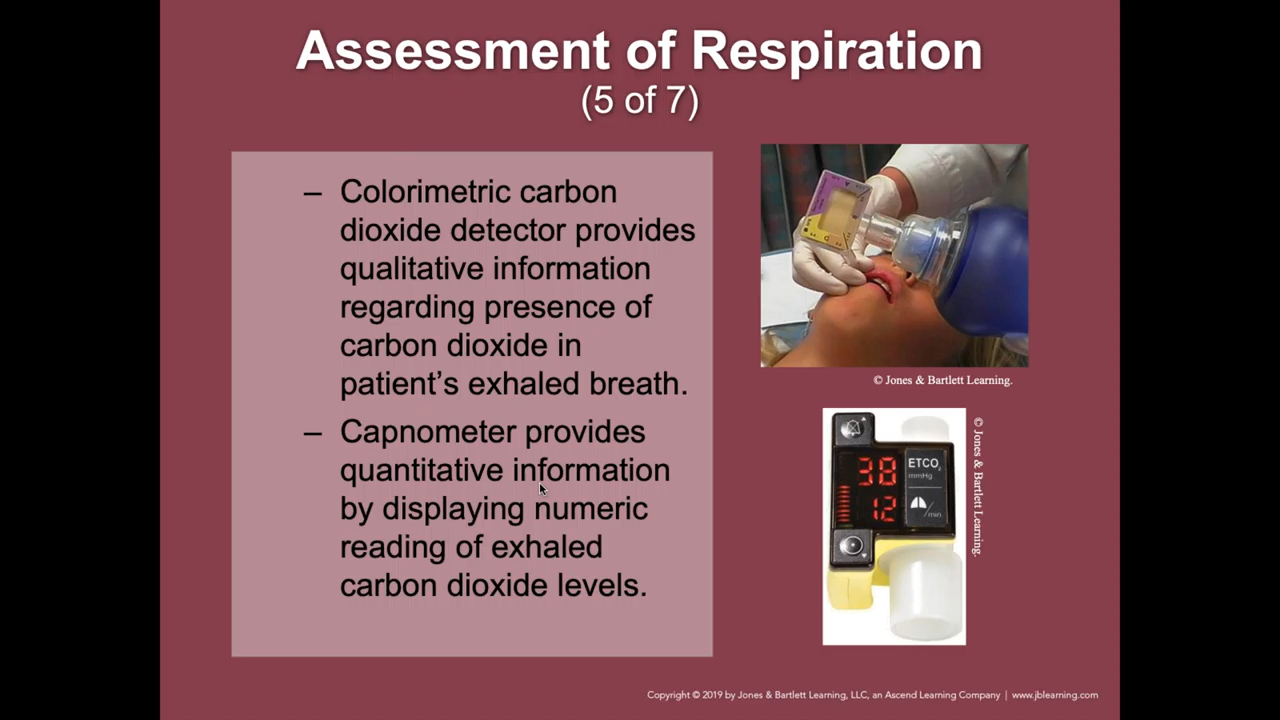 Assessment of Respiration
(5 of 7)
– Colorimetric carbon
dioxide detector provides
qualitative information
regarding presence of
carbon dioxide in
patient’s exhaled breath.
– Capnometer provides
quantitative information
by displaying numeric
reading of exhaled
carbon dioxide levels.
© Jones & Bartlett Learning.
38
ETCO₂
mmHg
12
/min.
© Jones & Bartlett Learning.
Copyright © 2019 by Jones & Bartlett Learning, LLC, an Ascend Learning Company | www.jblearning.com